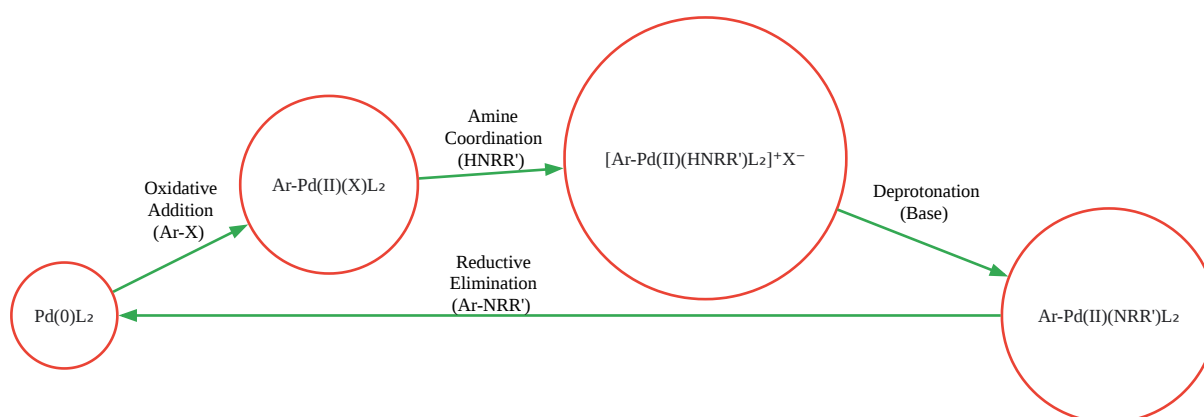 Amine
Coordination
(HNRR')
[Ar-Pd(II)(HNRR')L₂]⁺X⁻
Oxidative
Addition
(Ar-X)
Ar-Pd(II)(X)L₂
Deprotonation
(Base)
Reductive
Elimination
(Ar-NRR')
Pd(0)L₂
Ar-Pd(II)(NRR')L₂